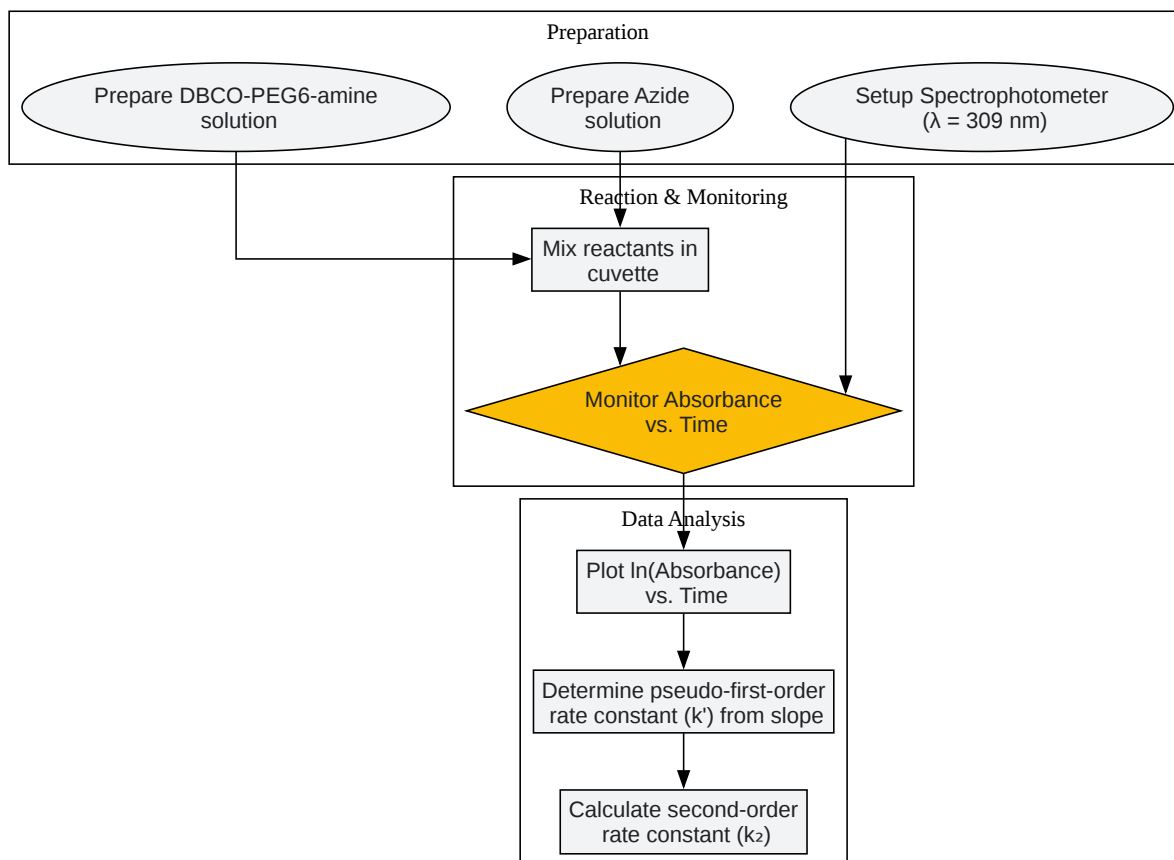 Preparation
Prepare DBCO-PEG6-amine
solution
Prepare Azide
solution
Setup Spectrophotometer
(λ = 309 nm)
Reaction & Monitoring
Mix reactants in
cuvette
Monitor Absorbance
vs. Time
Data Analysis
Plot ln(Absorbance)
vs. Time
Determine pseudo-first-order
rate constant (k') from slope
Calculate second-order
rate constant (k₂)